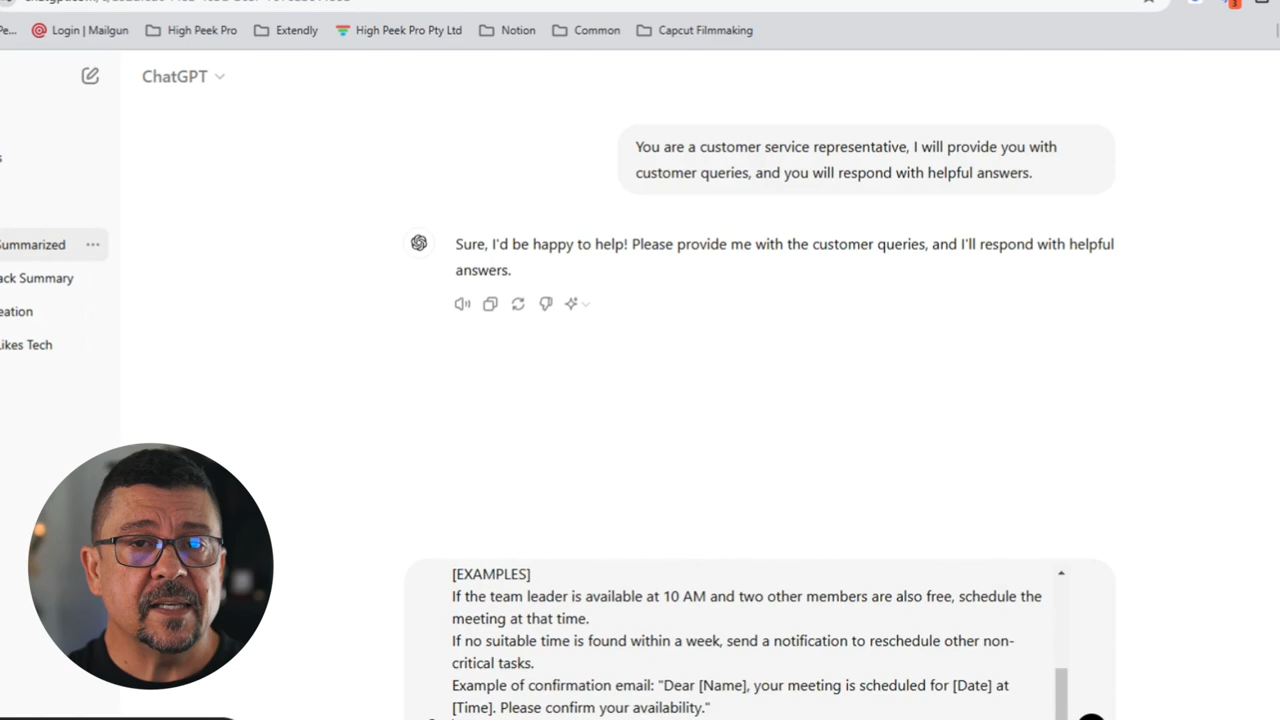 Login | Mailgun
High Peek Pro
Extendly
High Peek Pro Pty Ltd
Notion
Common
Capcut Filmmaking
3
ChatGPT
You are a customer service representative, I will provide you with
customer queries, and you will respond with helpful answers.
Summarized
ack Summary
eation
ikes Tech
Sure, I'd be happy to help! Please provide me with the customer queries, and I'll respond with helpful
answers.
[EXAMPLES]
If the team leader is available at 10 AM and two other members are also free, schedule the
meeting at that time.
If no suitable time is found within a week, send a notification to reschedule other non-
critical tasks.
Example of confirmation email: "Dear [Name], your meeting is scheduled for [Date] at
[Time]. Please confirm your availability."